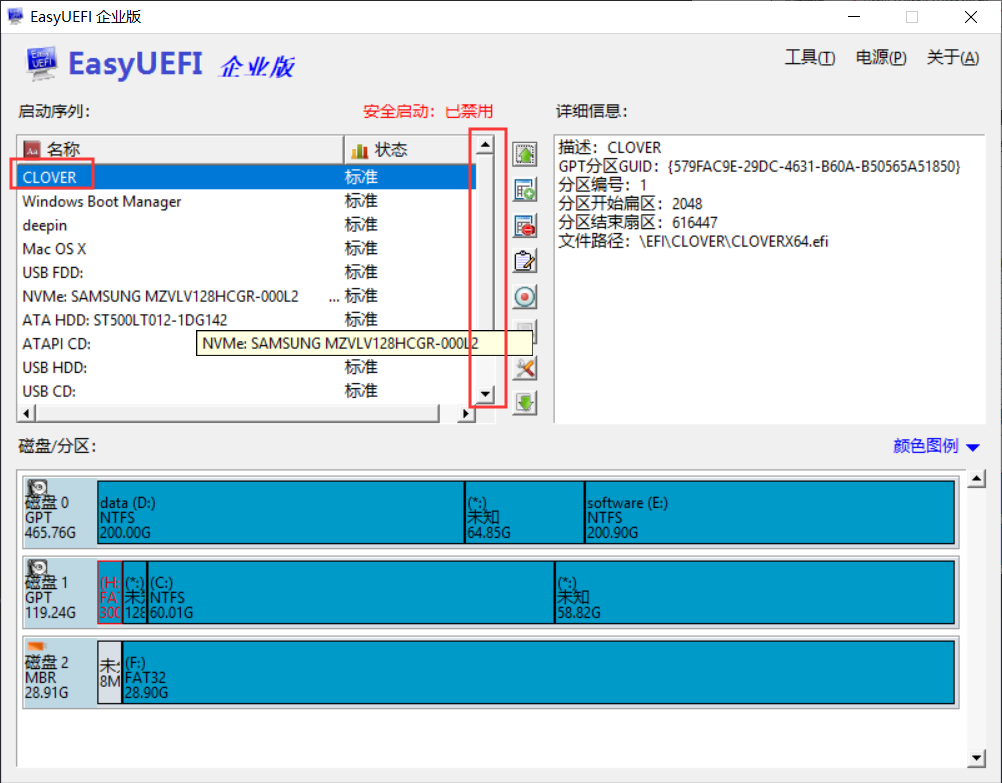 EasyUEFI 企业版
EasyUEFI 企业版
工具(T) 电源(P) 关于(A)
启动序列: 安全启动: 已禁用 详细信息:
名称 状态
CLOVER 标准
Windows Boot Manager 标准
deepin 标准
Mac OS X 标准
USB FDD: 标准
NVMe: SAMSUNG MZVLV128HCGR-000L2 ... 标准
ATA HDD: ST500LT012-1DG142 标准
ATAPI CD:
NVMe: SAMSUNG MZVLV128HCGR-000L2
USB HDD: 标准
USB CD: 标准
描述: CLOVER
GPT分区GUID: {579FAC9E-29DC-4631-B60A-B50565A51850}
分区编号: 1
分区开始扁区: 2048
分区结束扇区: 616447
文件路径: \EFI\CLOVER\CLOVERX64.efi
磁盘/分区: 颜色图例
磁盘 0
GPT
465.76G
data (D:)
NTFS
200.00G
(*:)
未知
64.85G
software (E:)
NTFS
200.90G
磁盘 1
GPT
119.24G
(H:
FA
300
(*:)
未
128
(C:)
NTFS
60.01G
(*:)
未知
58.82G
磁盘 2
MBR
28.91G
未
8M
(F:)
FAT32
28.90G